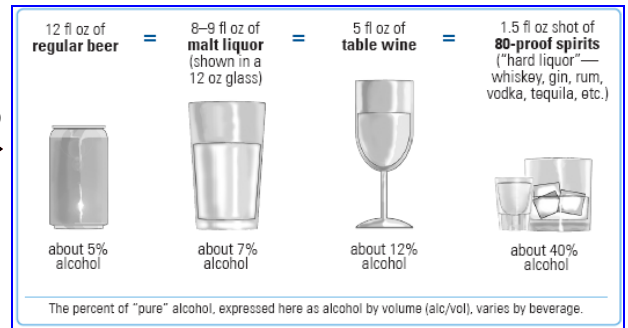 12 fl oz of
regular beer
=
8–9 fl oz of
malt liquor
(shown in a
12 oz glass)
=
5 fl oz of
table wine
=
1.5 fl oz shot of
80-proof spirits
(“hard liquor”—
whiskey, gin, rum,
vodka, tequila, etc.)
about 5%
alcohol
about 7%
alcohol
about 12%
alcohol
about 40%
alcohol
The percent of “pure” alcohol, expressed here as alcohol by volume (alc/vol), varies by beverage.